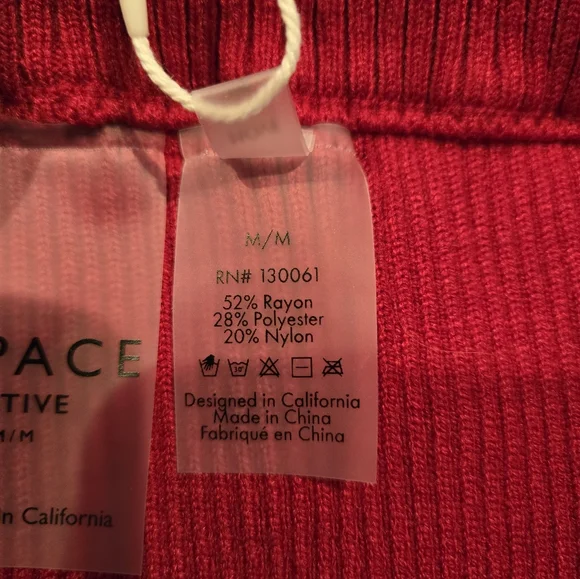 M/M
RN# 130061
52% Rayon
28% Polyester
20% Nylon
Designed in California
Made in China
Fabriqué en China
PACE
TIVE
M/M
in California